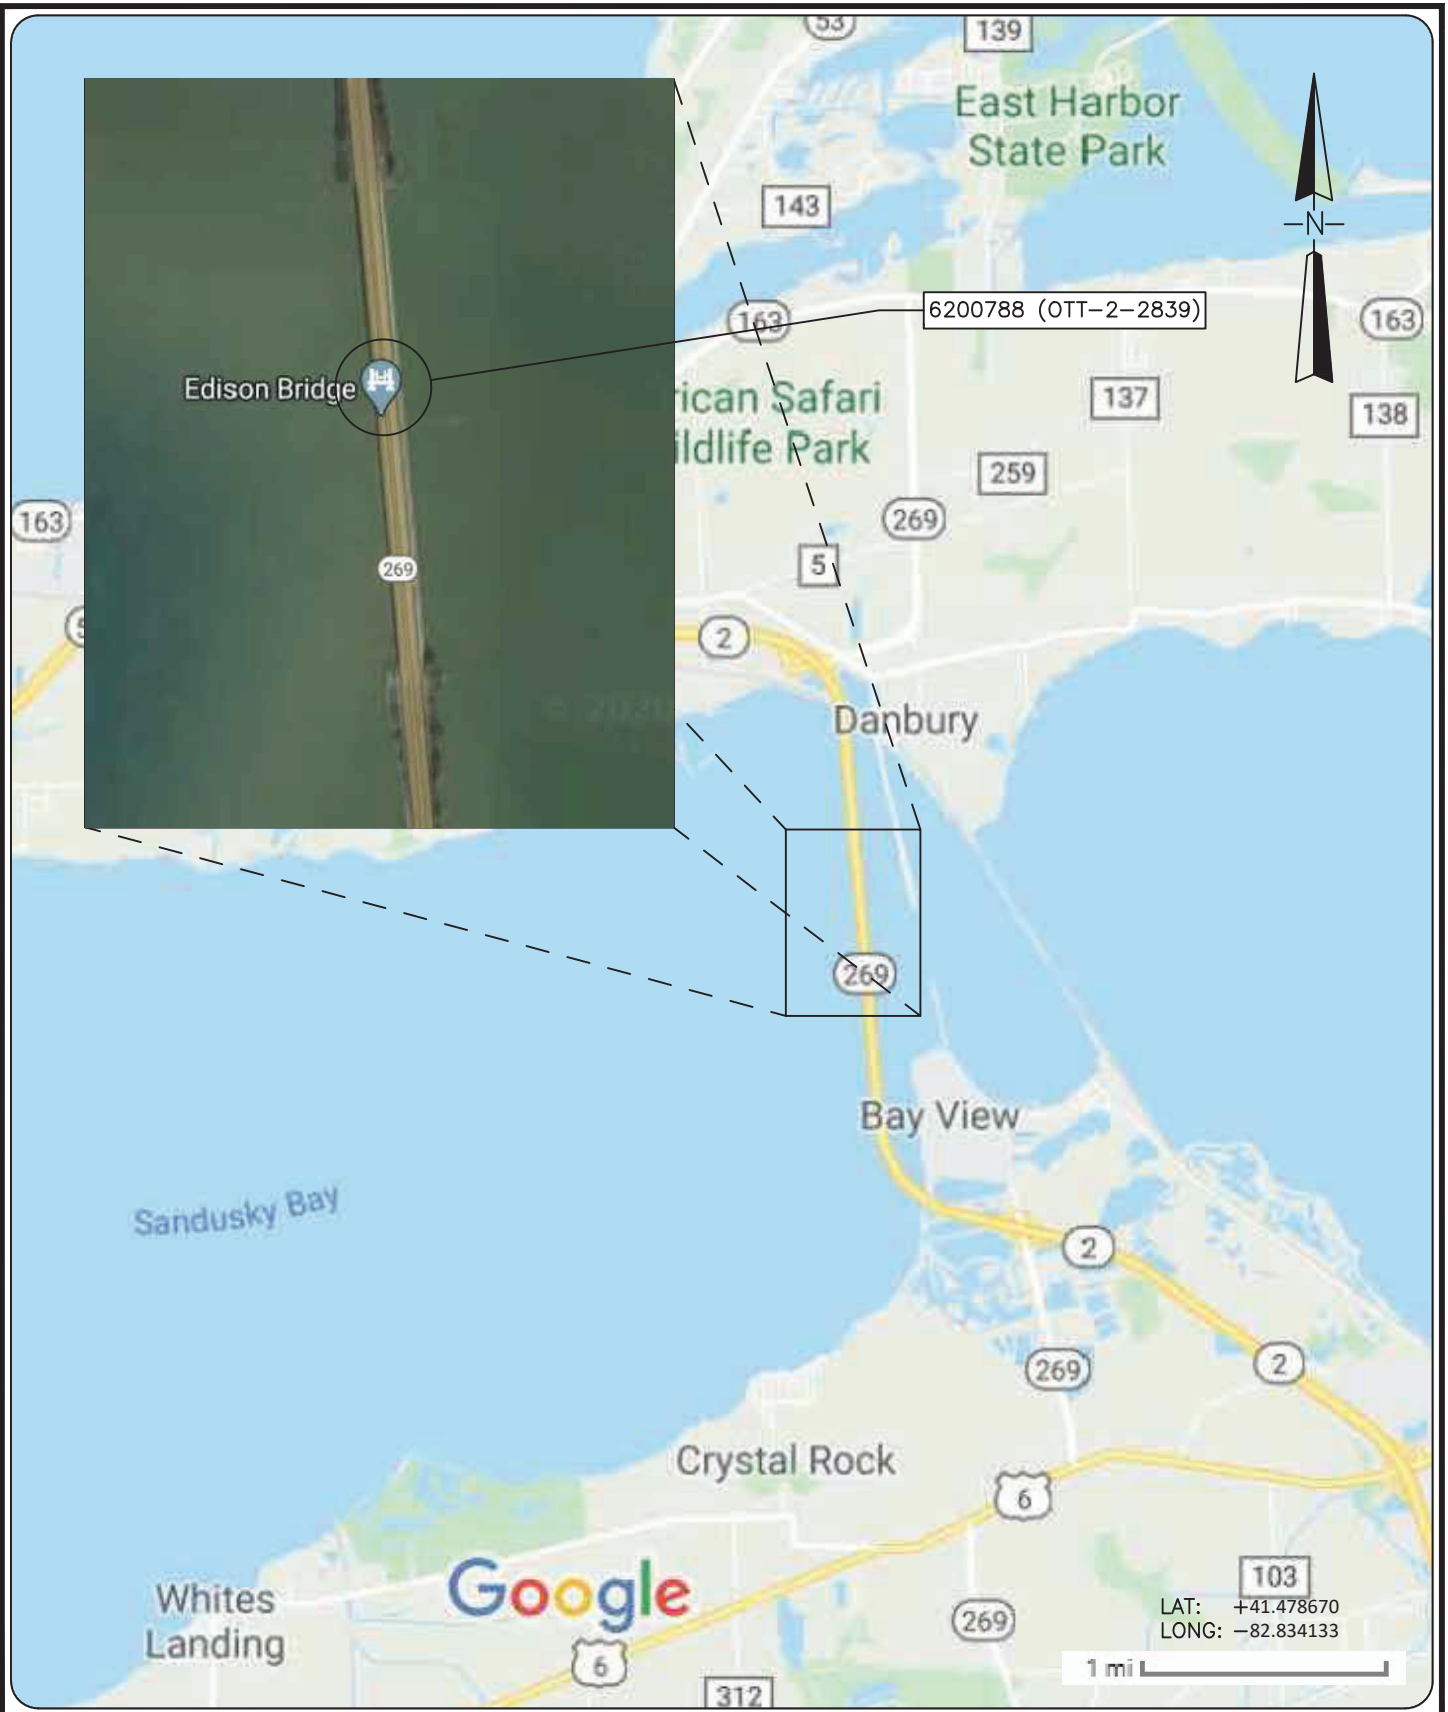 53
139
East Harbor
State Park
143
N
6200788 (OTT-2-2839)
163
163
Edison Bridge
rican Safari
ildlife Park
137
138
259
163
269
5
269
5
2
© 2020
Danbury
269
Bay View
Sandusky Bay
2
269
2
Crystal Rock
6
Google
Whites
Landing
103
LAT: +41.478670
269
LONG: -82.834133
6
1 mi
312